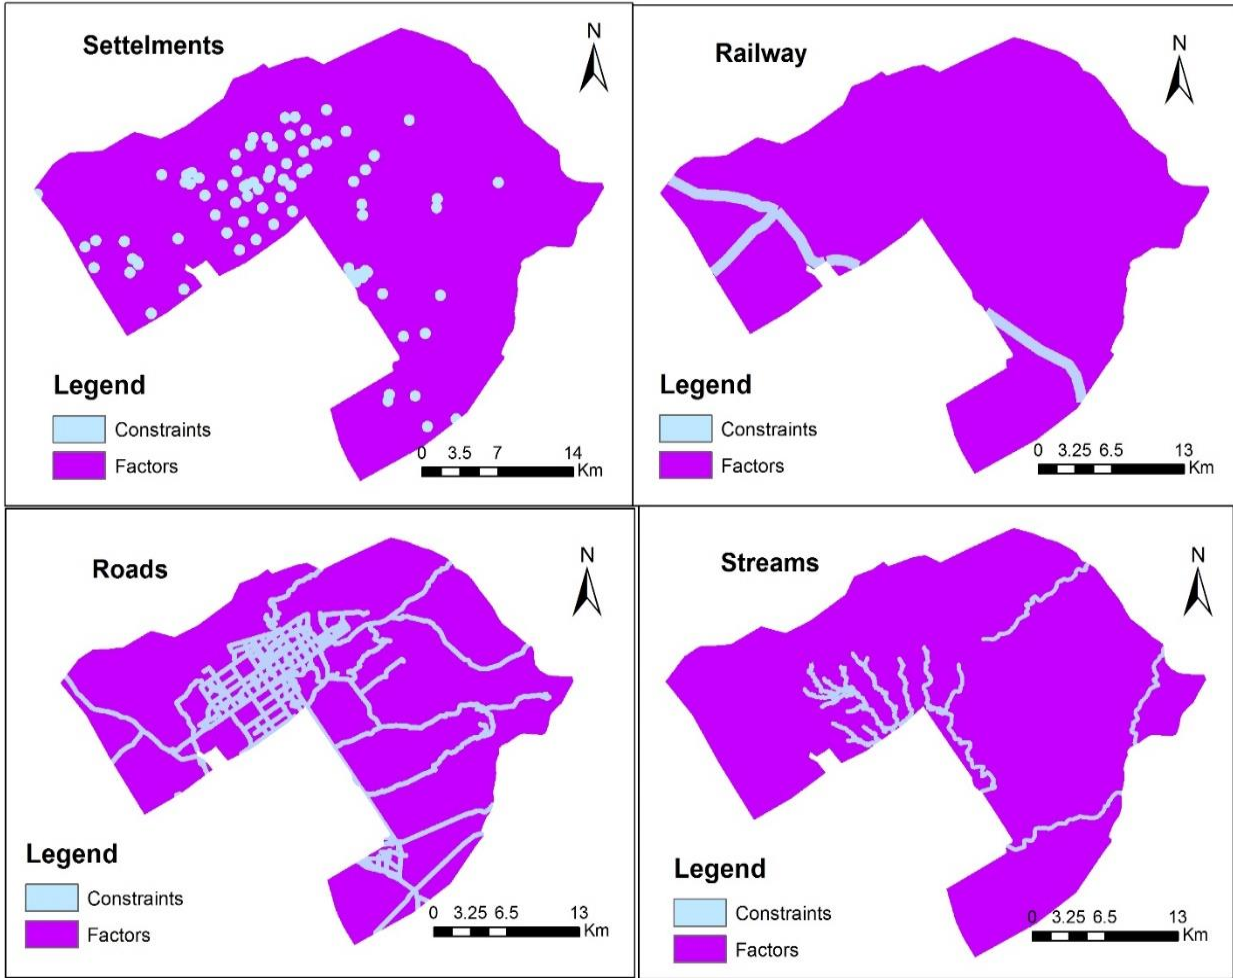 Settelments
N
Legend
Constraints
Factors
0 3.5 7 14
Km
Railway
N
Legend
Constraints
Factors
0 3.25 6.5 13
Km
Roads
N
Legend
Constraints
Factors
0 3.25 6.5 13
Km
Streams
N
Legend
Constraints
Factors
0 3.25 6.5 13
Km